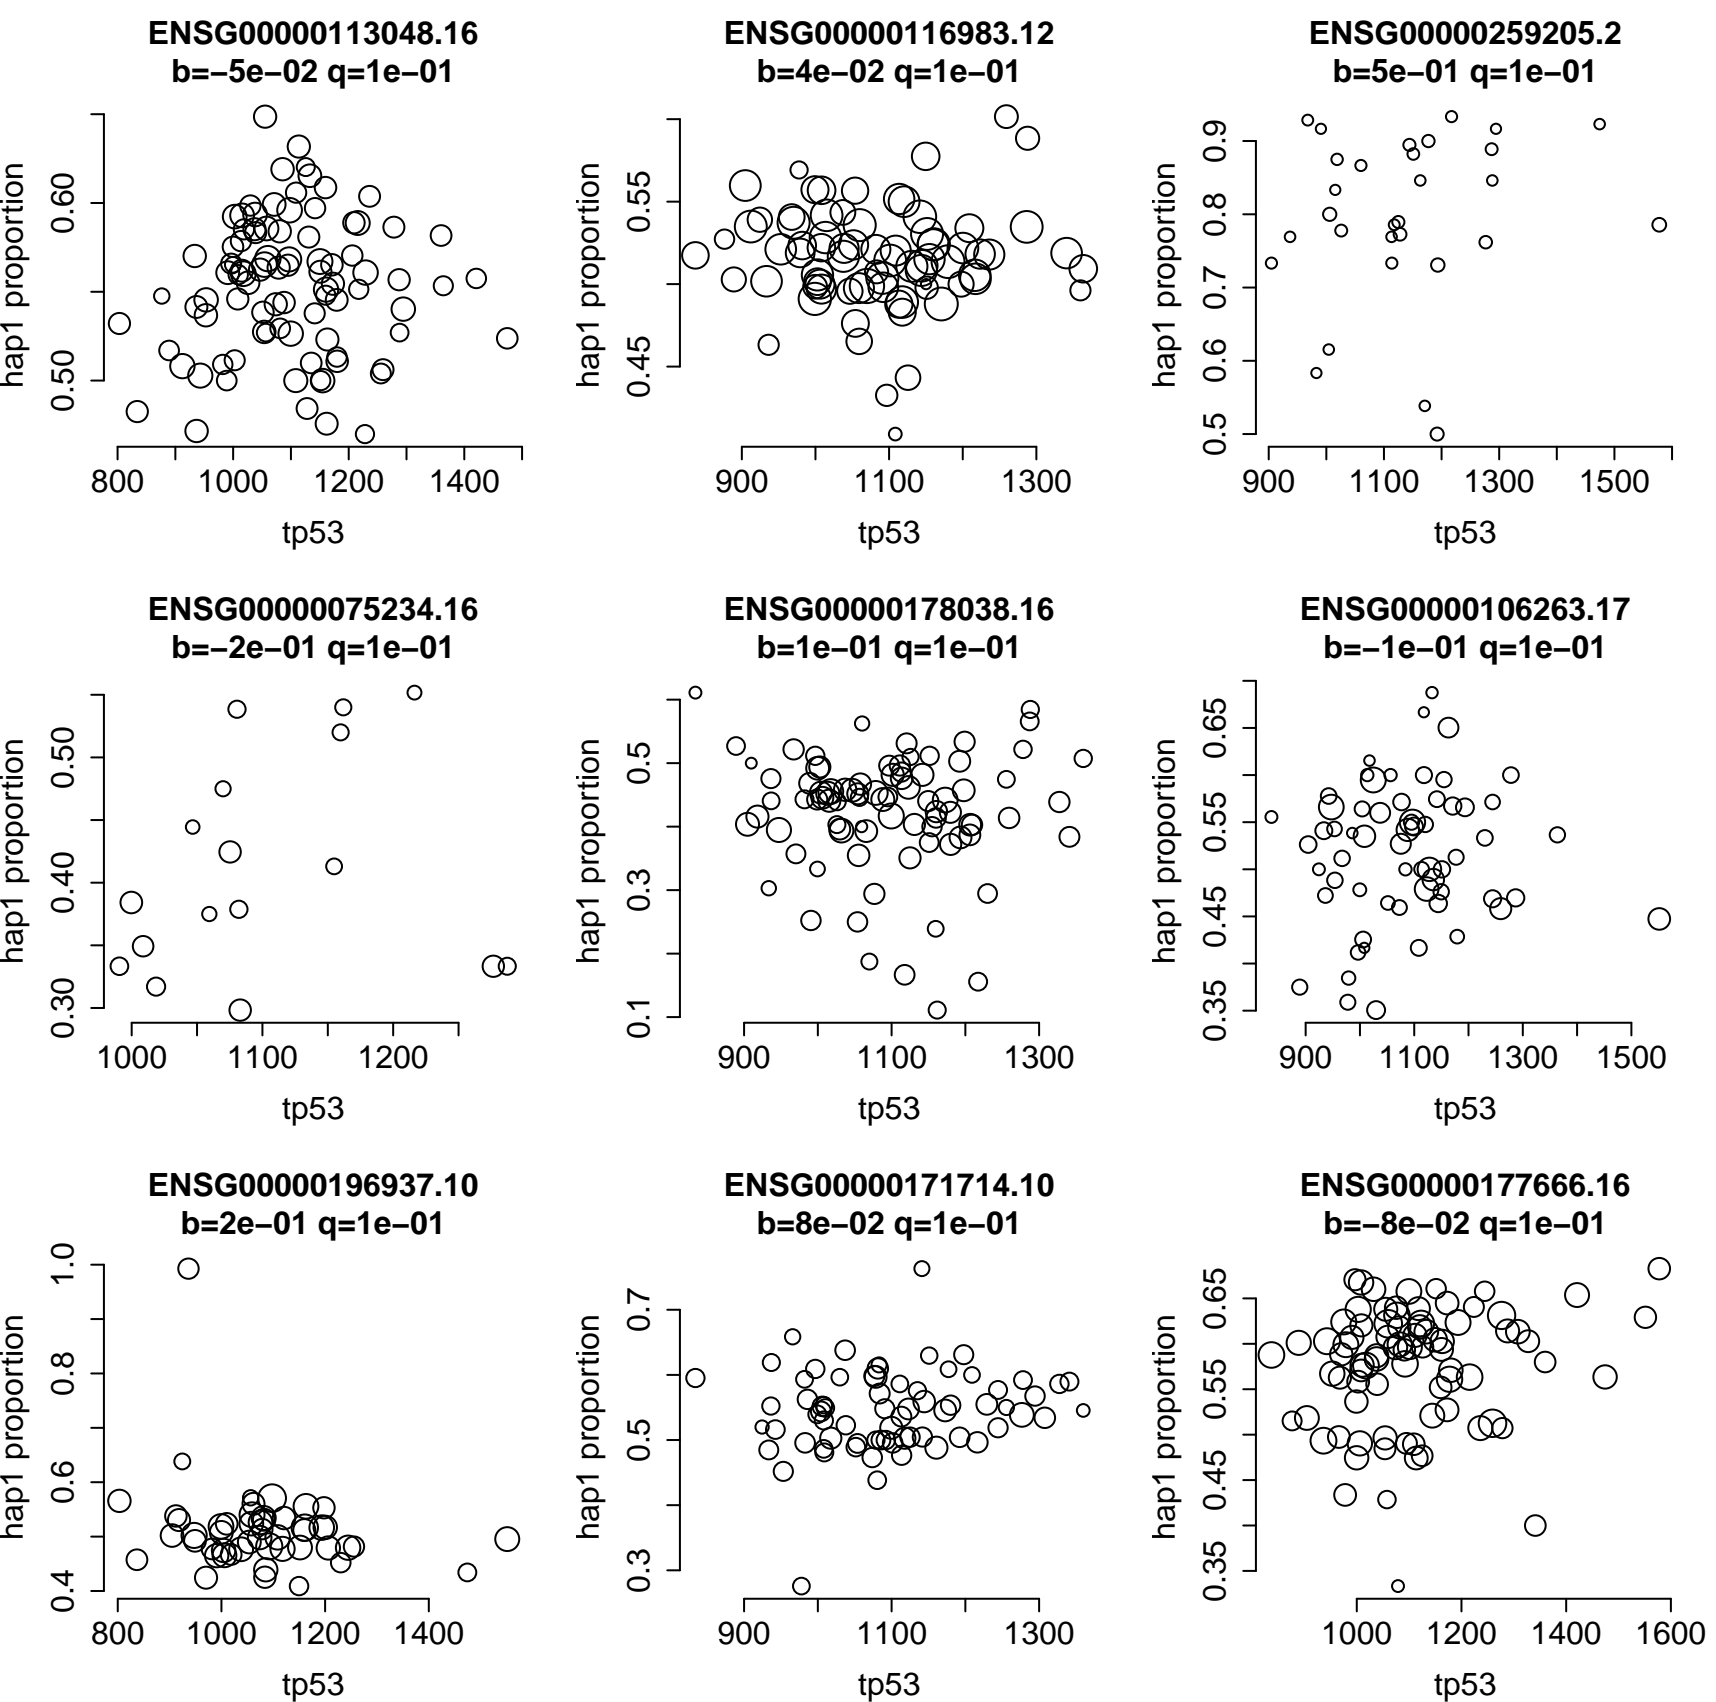 ENSG00000113048.16
b=−5e−02 q=1e−01
hap1 proportion
0.50 0.60
800 1000 1200 1400
tp53
ENSG00000116983.12
b=4e−02 q=1e−01
hap1 proportion
0.45 0.55
900 1100 1300
tp53
ENSG00000259205.2
b=5e−01 q=1e−01
hap1 proportion
0.5 0.6 0.7 0.8 0.9
900 1100 1300 1500
tp53
ENSG00000075234.16
b=−2e−01 q=1e−01
hap1 proportion
0.30 0.40 0.50
1000 1100 1200
tp53
ENSG00000178038.16
b=1e−01 q=1e−01
hap1 proportion
0.1 0.3 0.5
900 1100 1300
tp53
ENSG00000106263.17
b=−1e−01 q=1e−01
hap1 proportion
0.35 0.45 0.55 0.65
900 1100 1300 1500
tp53
ENSG00000196937.10
b=2e−01 q=1e−01
hap1 proportion
0.4 0.6 0.8 1.0
800 1000 1200 1400
tp53
ENSG00000171714.10
b=8e−02 q=1e−01
hap1 proportion
0.3 0.5 0.7
900 1100 1300
tp53
ENSG00000177666.16
b=−8e−02 q=1e−01
hap1 proportion
0.35 0.45 0.55 0.65
1000 1200 1400 1600
tp53